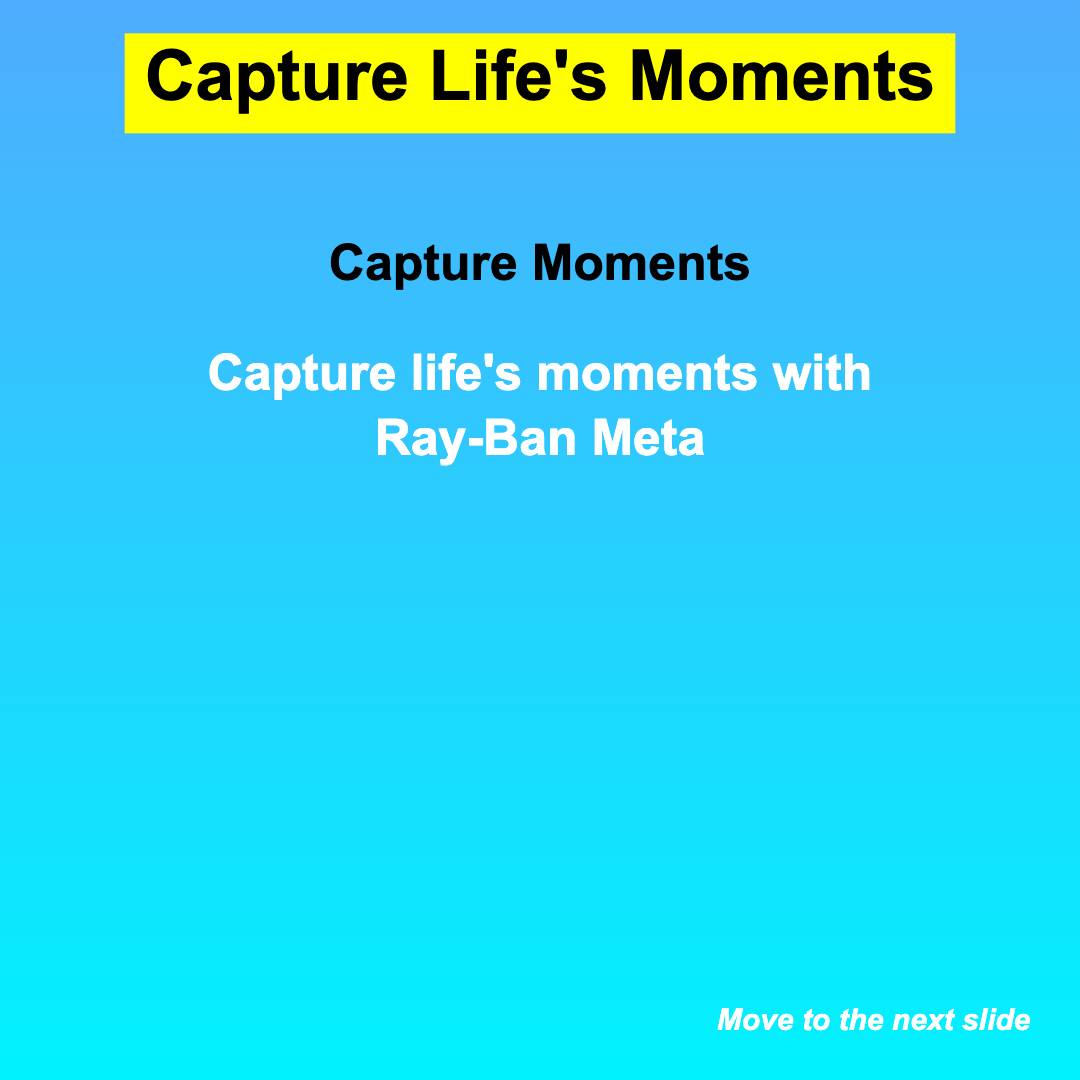 Capture Life's Moments
Capture Moments
Capture life's moments with
Ray-Ban Meta
Move to the next slide